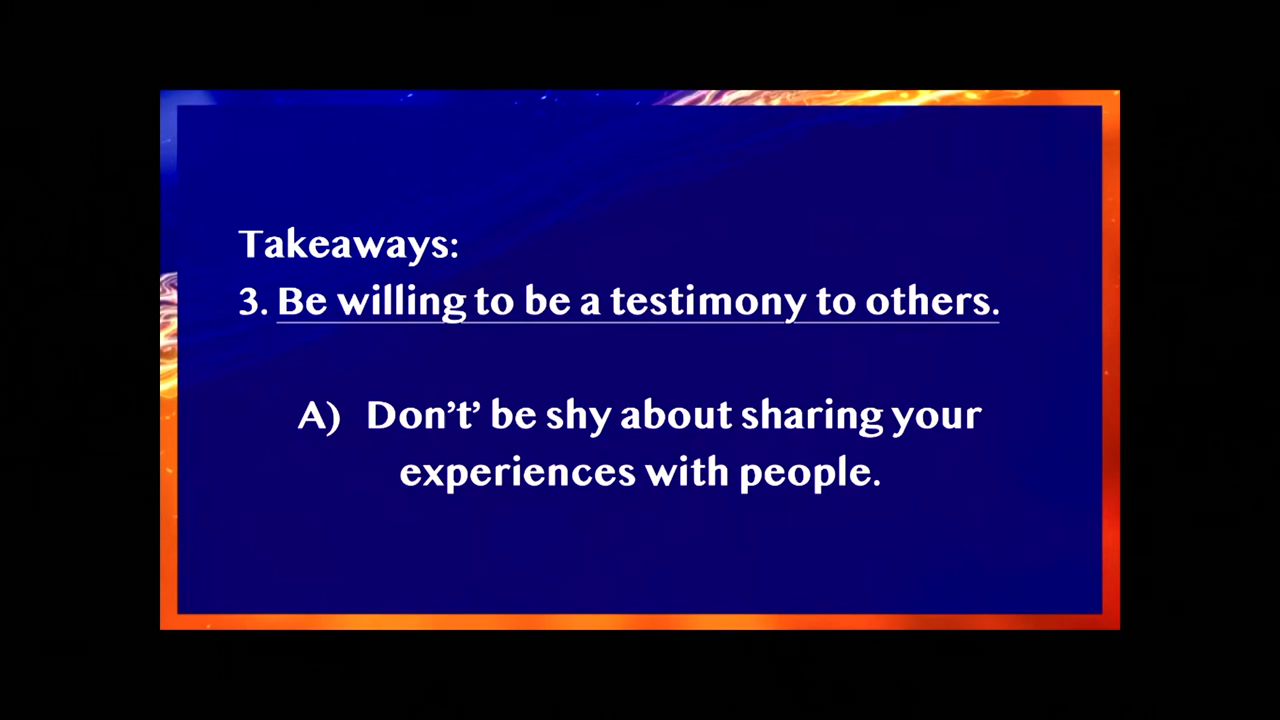 Takeaways:
3. Be willing to be a testimony to others.
A) Don’t’ be shy about sharing your
experiences with people.